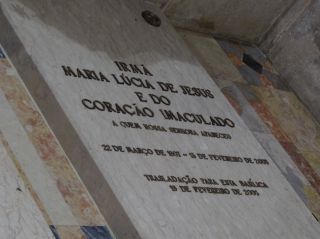 IRMÃ
MARIA LÚCIA DE JESUS
E DO
CORAÇÃO IMACULADO
A QUEM NOSSA SENHORA APARECEU
22 DE MARÇO DE 1907 - 13 DE FEVEREIRO DE 2005
TRASLADAÇÃO PARA ESTA BASÍLICA
19 DE FEVEREIRO DE 2006